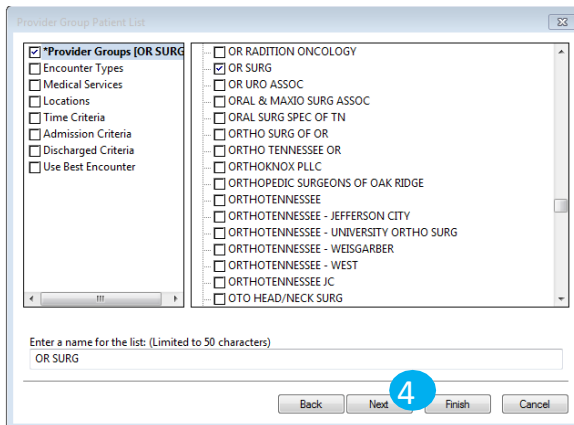 Provider Group Patient List
*Provider Groups [OR SURG
Encounter Types
Medical Services
Locations
Time Criteria
Admission Criteria
Discharged Criteria
Use Best Encounter
OR RADITION ONCOLOGY
OR SURG
OR URO ASSOC
ORAL & MAXIO SURG ASSOC
ORAL SURG SPEC OF TN
ORTHO SURG OF OR
ORTHO TENNESSEE OR
ORTHOKNOX PLLC
ORTHOPEDIC SURGEONS OF OAK RIDGE
ORTHOTENNESSEE
ORTHOTENNESSEE - JEFFERSON CITY
ORTHOTENNESSEE - UNIVERSITY ORTHO SURG
ORTHOTENNESSEE - WEISGARBER
ORTHOTENNESSEE - WEST
ORTHOTENNESSEE JC
OTO HEAD/NECK SURG
Enter a name for the list: (Limited to 50 characters)
OR SURG
Back Next 4 Finish Cancel